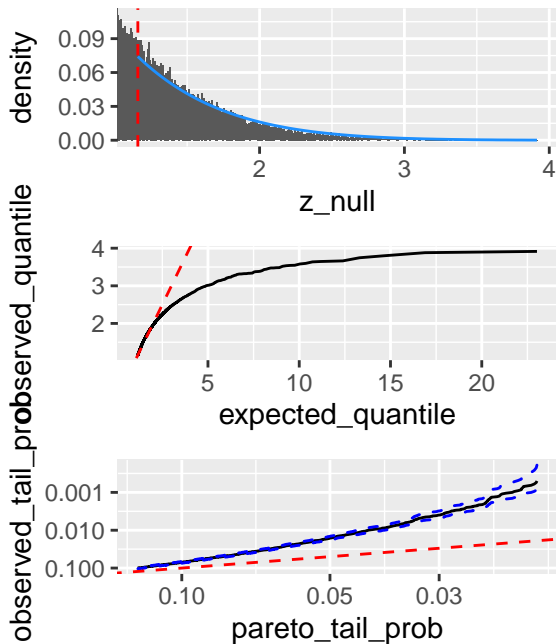 density
0.09
0.06
0.03
0.00
2 3 4
z_null
observed_quantile
4
3
2
5 10 15 20
expected_quantile
observed_tail_prob
0.001
0.010
0.100
0.10 0.05 0.03
pareto_tail_prob